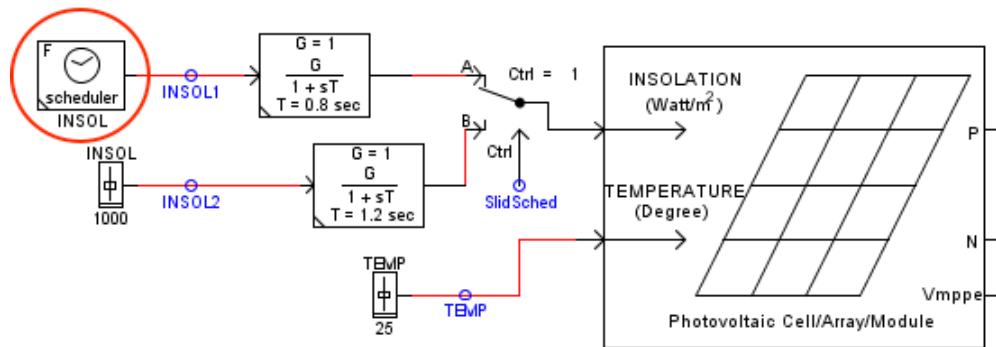 F
scheduler
INSOL
INSOL1
G = 1
G
1 + sT
T = 0.8 sec
A
Ctrl = 1
B
Ctrl
SlidSched
INSOL
1000
INSOL2
G = 1
G
1 + sT
T = 1.2 sec
TEMP
25
TEMP
INSOLATION
(Watt/m²)
TEMPERATURE
(Degree)
P
N
Vmppe
Photovoltaic Cell/Array/Module